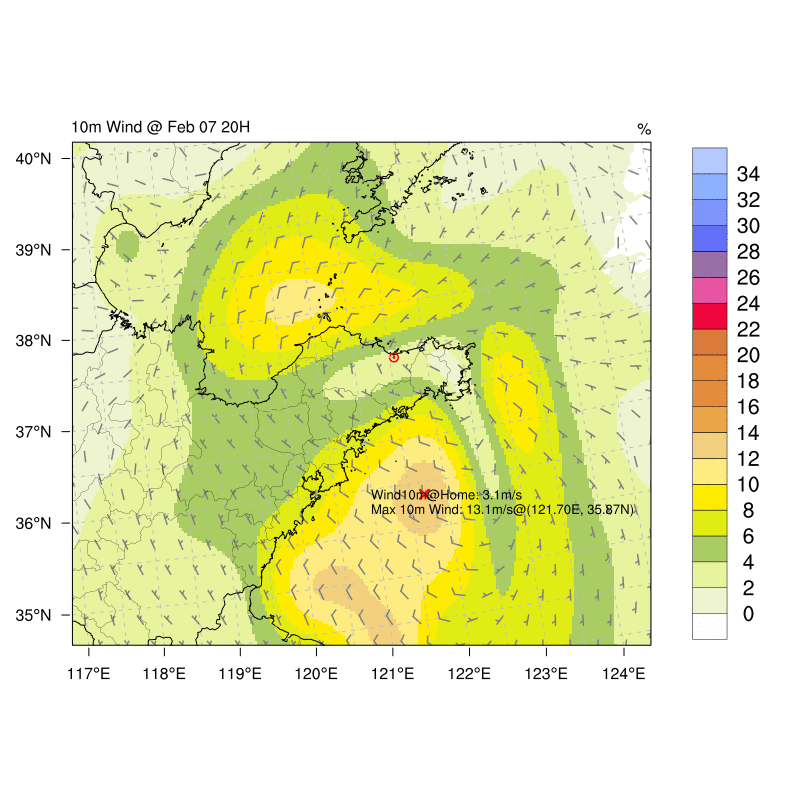 10m Wind @ Feb 07 20H
%
40°N
39°N
38°N
37°N
36°N
35°N
117°E
118°E
119°E
120°E
121°E
122°E
123°E
124°E
Wind10m@Home: 3.1m/s
Max 10m Wind: 13.1m/s@(121.70E, 35.87N)
34
32
30
28
26
24
22
20
18
16
14
12
10
8
6
4
2
0